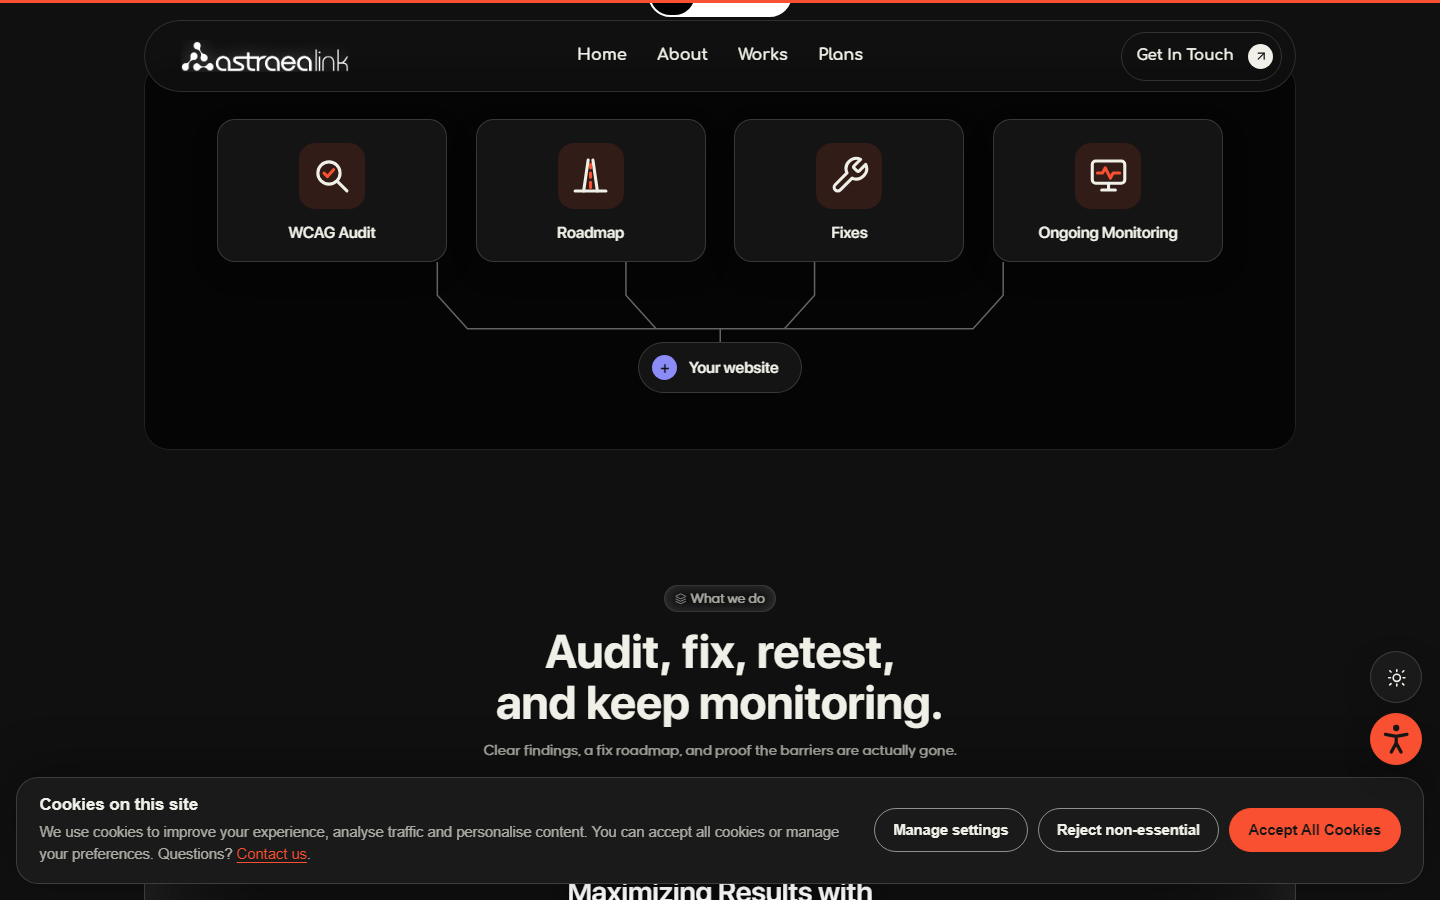 astraealink
Home
About
Works
Plans
Get In Touch
WCAG Audit
Roadmap
Fixes
Ongoing Monitoring
Your website
What we do
Audit, fix, retest,
and keep monitoring.
Clear findings, a fix roadmap, and proof the barriers are actually gone.
Cookies on this site
We use cookies to improve your experience, analyse traffic and personalise content. You can accept all cookies or manage
your preferences. Questions? Contact us.
Manage settings
Reject non-essential
Accept All Cookies
Maximizing Results with